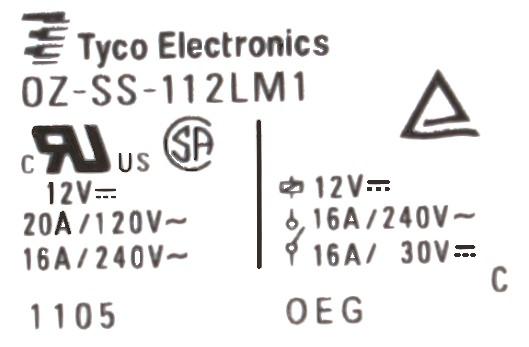 Tyco Electronics
OZ-SS-112LM1
c RU US SA
12V⎓
20A/120V~
16A/240V~
12V⎓
16A/240V~
16A/ 30V⎓
C
1105
OEG